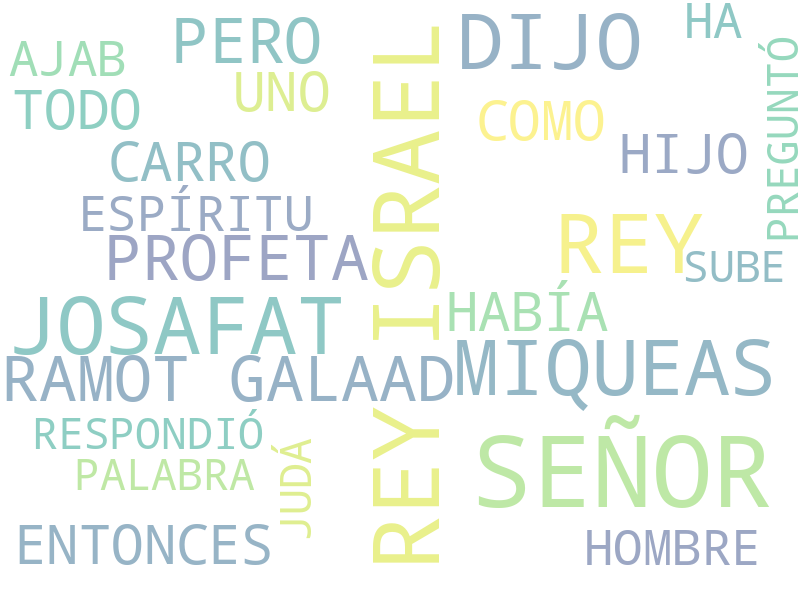 HA
PERO
DIJO
AJAB
UNO
TODO
COMO
PREGUNTÓ
CARRO
HIJO
ESPÍRITU
PROFETA
REY
SUBE
JOSAFAT
HABÍA
REY ISRAEL
RAMOT GALAAD
MIQUEAS
RESPONDIÓ
SEÑOR
PALABRA
JUDÁ
ENTONCES
HOMBRE